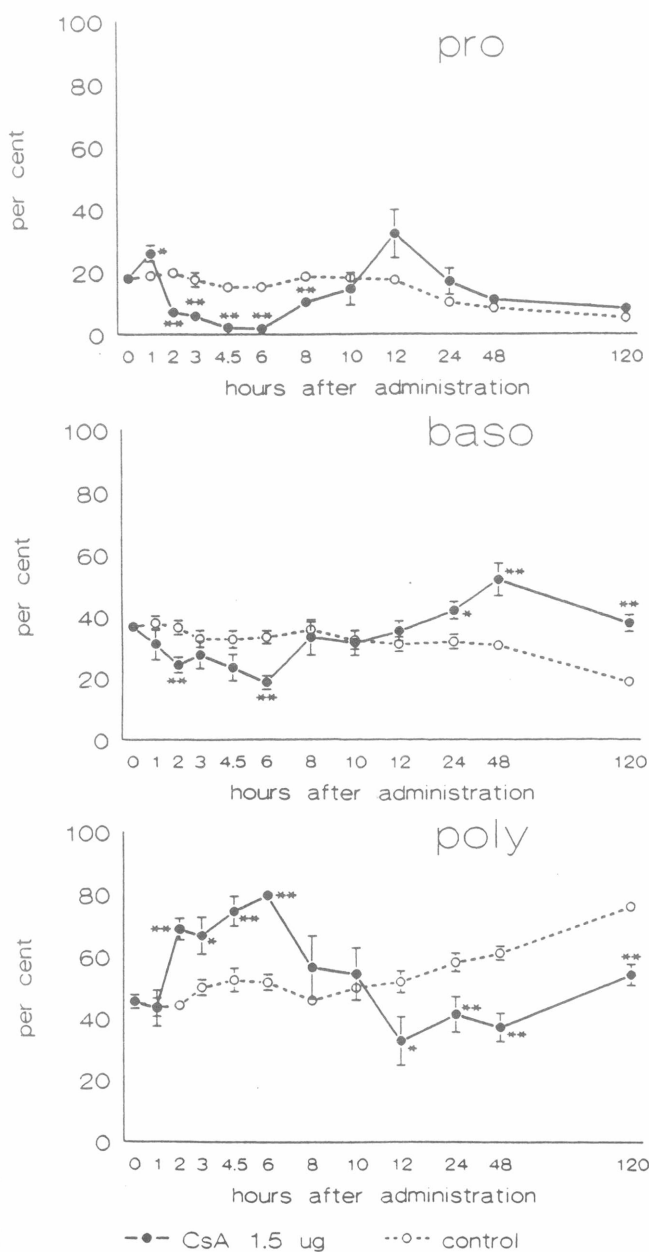 pro
100
80
60
40
20
0
per cent
*
** ** ** ** **
0 1 2 3 4.5 6 8 10 12 24 48 120
hours after administration
baso
100
80
60
40
20
0
per cent
** ** * ** **
0 1 2 3 4.5 6 8 10 12 24 48 120
hours after administration
poly
100
80
60
40
20
0
per cent
** * ** ** * ** ** **
0 1 2 3 4.5 6 8 10 12 24 48 120
hours after administration
CsA 1.5 ug control